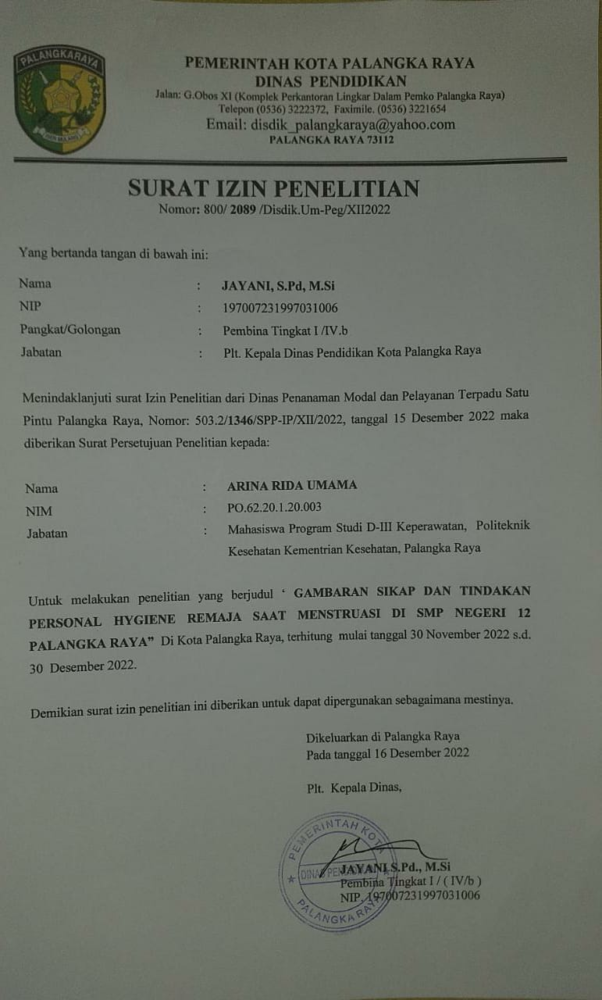 PALANGKARAYA
ISEN MULANG
PEMERINTAH KOTA PALANGKA RAYA
DINAS PENDIDIKAN
Jalan: G.Obos XI (Komplek Perkantoran Lingkar Dalam Pemko Palangka Raya)
Telepon (0536) 3222372, Faximile. (0536) 3221654
Email: disdik_palangkaraya@yahoo.com
PALANGKA RAYA 73112
SURAT IZIN PENELITIAN
Nomor: 800/ 2089 /Disdik.Um-Peg/XII2022
Yang bertanda tangan di bawah ini:
Nama : JAYANI, S.Pd, M.Si
NIP : 197007231997031006
Pangkat/Golongan : Pembina Tingkat I /IV.b
Jabatan : Plt. Kepala Dinas Pendidikan Kota Palangka Raya
Menindaklanjuti surat Izin Penelitian dari Dinas Penanaman Modal dan Pelayanan Terpadu Satu
Pintu Palangka Raya, Nomor: 503.2/1346/SPP-IP/XII/2022, tanggal 15 Desember 2022 maka
diberikan Surat Persetujuan Penelitian kepada:
Nama : ARINA RIDA UMAMA
NIM : PO.62.20.1.20.003
Jabatan : Mahasiswa Program Studi D-III Keperawatan, Politeknik
Kesehatan Kementrian Kesehatan, Palangka Raya
Untuk melakukan penelitian yang berjudul ‘ GAMBARAN SIKAP DAN TINDAKAN
PERSONAL HYGIENE REMAJA SAAT MENSTRUASI DI SMP NEGERI 12
PALANGKA RAYA” Di Kota Palangka Raya, terhitung mulai tanggal 30 November 2022 s.d.
30 Desember 2022.
Demikian surat izin penelitian ini diberikan untuk dapat dipergunakan sebagaimana mestinya.
Dikeluarkan di Palangka Raya
Pada tanggal 16 Desember 2022
Plt. Kepala Dinas,
PEMERINTAH KOTA
DINAS PENDIDIKAN
PALANGKA RAYA
JAYANI S.Pd., M.Si
Pembina Tingkat I / ( IV/b )
NIP. 197007231997031006